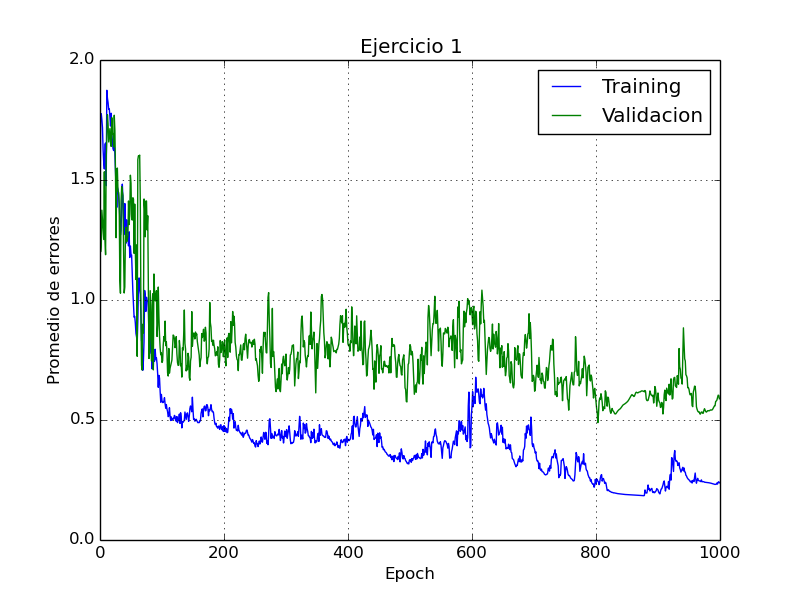 Ejercicio 1
Training
Validacion
Promedio de errores
2.0
1.5
1.0
0.5
0.0
0 200 400 600 800 1000
Epoch